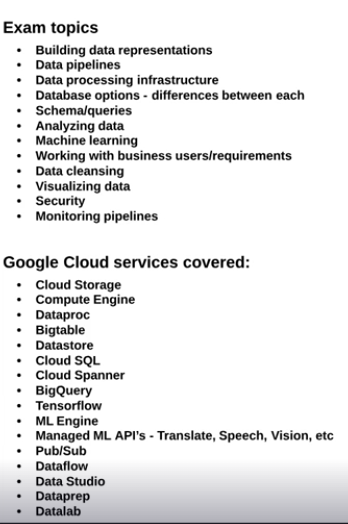 Exam topics
• Building data representations
• Data pipelines
• Data processing infrastructure
• Database options - differences between each
• Schema/queries
• Analyzing data
• Machine learning
• Working with business users/requirements
• Data cleansing
• Visualizing data
• Security
• Monitoring pipelines
Google Cloud services covered:
• Cloud Storage
• Compute Engine
• Dataproc
• Bigtable
• Datastore
• Cloud SQL
• Cloud Spanner
• BigQuery
• Tensorflow
• ML Engine
• Managed ML API's - Translate, Speech, Vision, etc
• Pub/Sub
• Dataflow
• Data Studio
• Dataprep
• Datalab